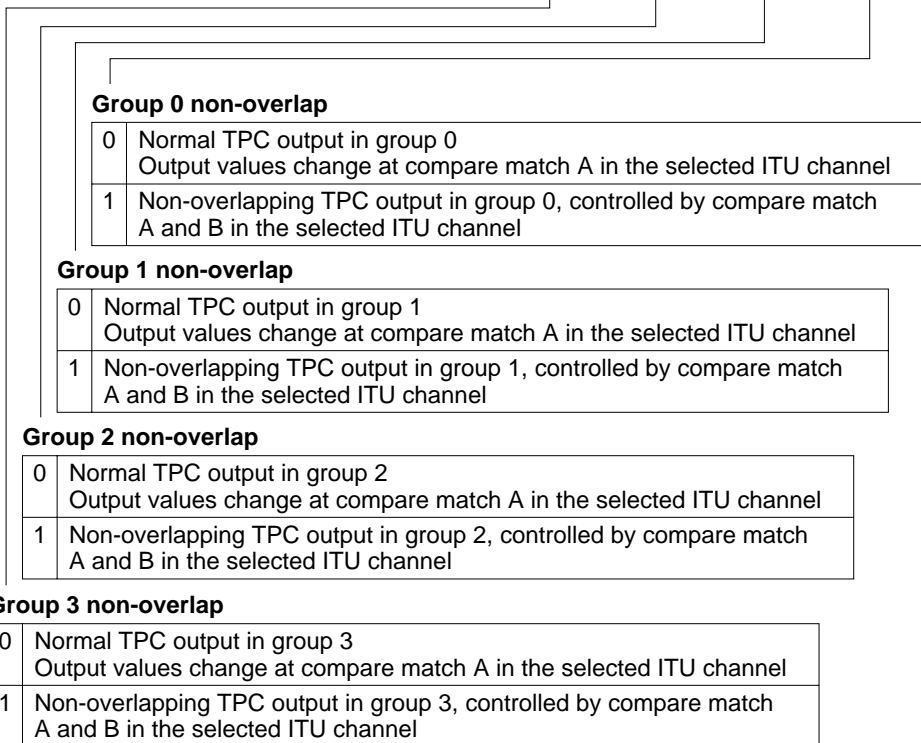 Group 0 non-overlap
0 Normal TPC output in group 0
Output values change at compare match A in the selected ITU channel
1 Non-overlapping TPC output in group 0, controlled by compare match
A and B in the selected ITU channel
Group 1 non-overlap
0 Normal TPC output in group 1
Output values change at compare match A in the selected ITU channel
1 Non-overlapping TPC output in group 1, controlled by compare match
A and B in the selected ITU channel
Group 2 non-overlap
0 Normal TPC output in group 2
Output values change at compare match A in the selected ITU channel
1 Non-overlapping TPC output in group 2, controlled by compare match
A and B in the selected ITU channel
Group 3 non-overlap
0 Normal TPC output in group 3
Output values change at compare match A in the selected ITU channel
1 Non-overlapping TPC output in group 3, controlled by compare match
A and B in the selected ITU channel